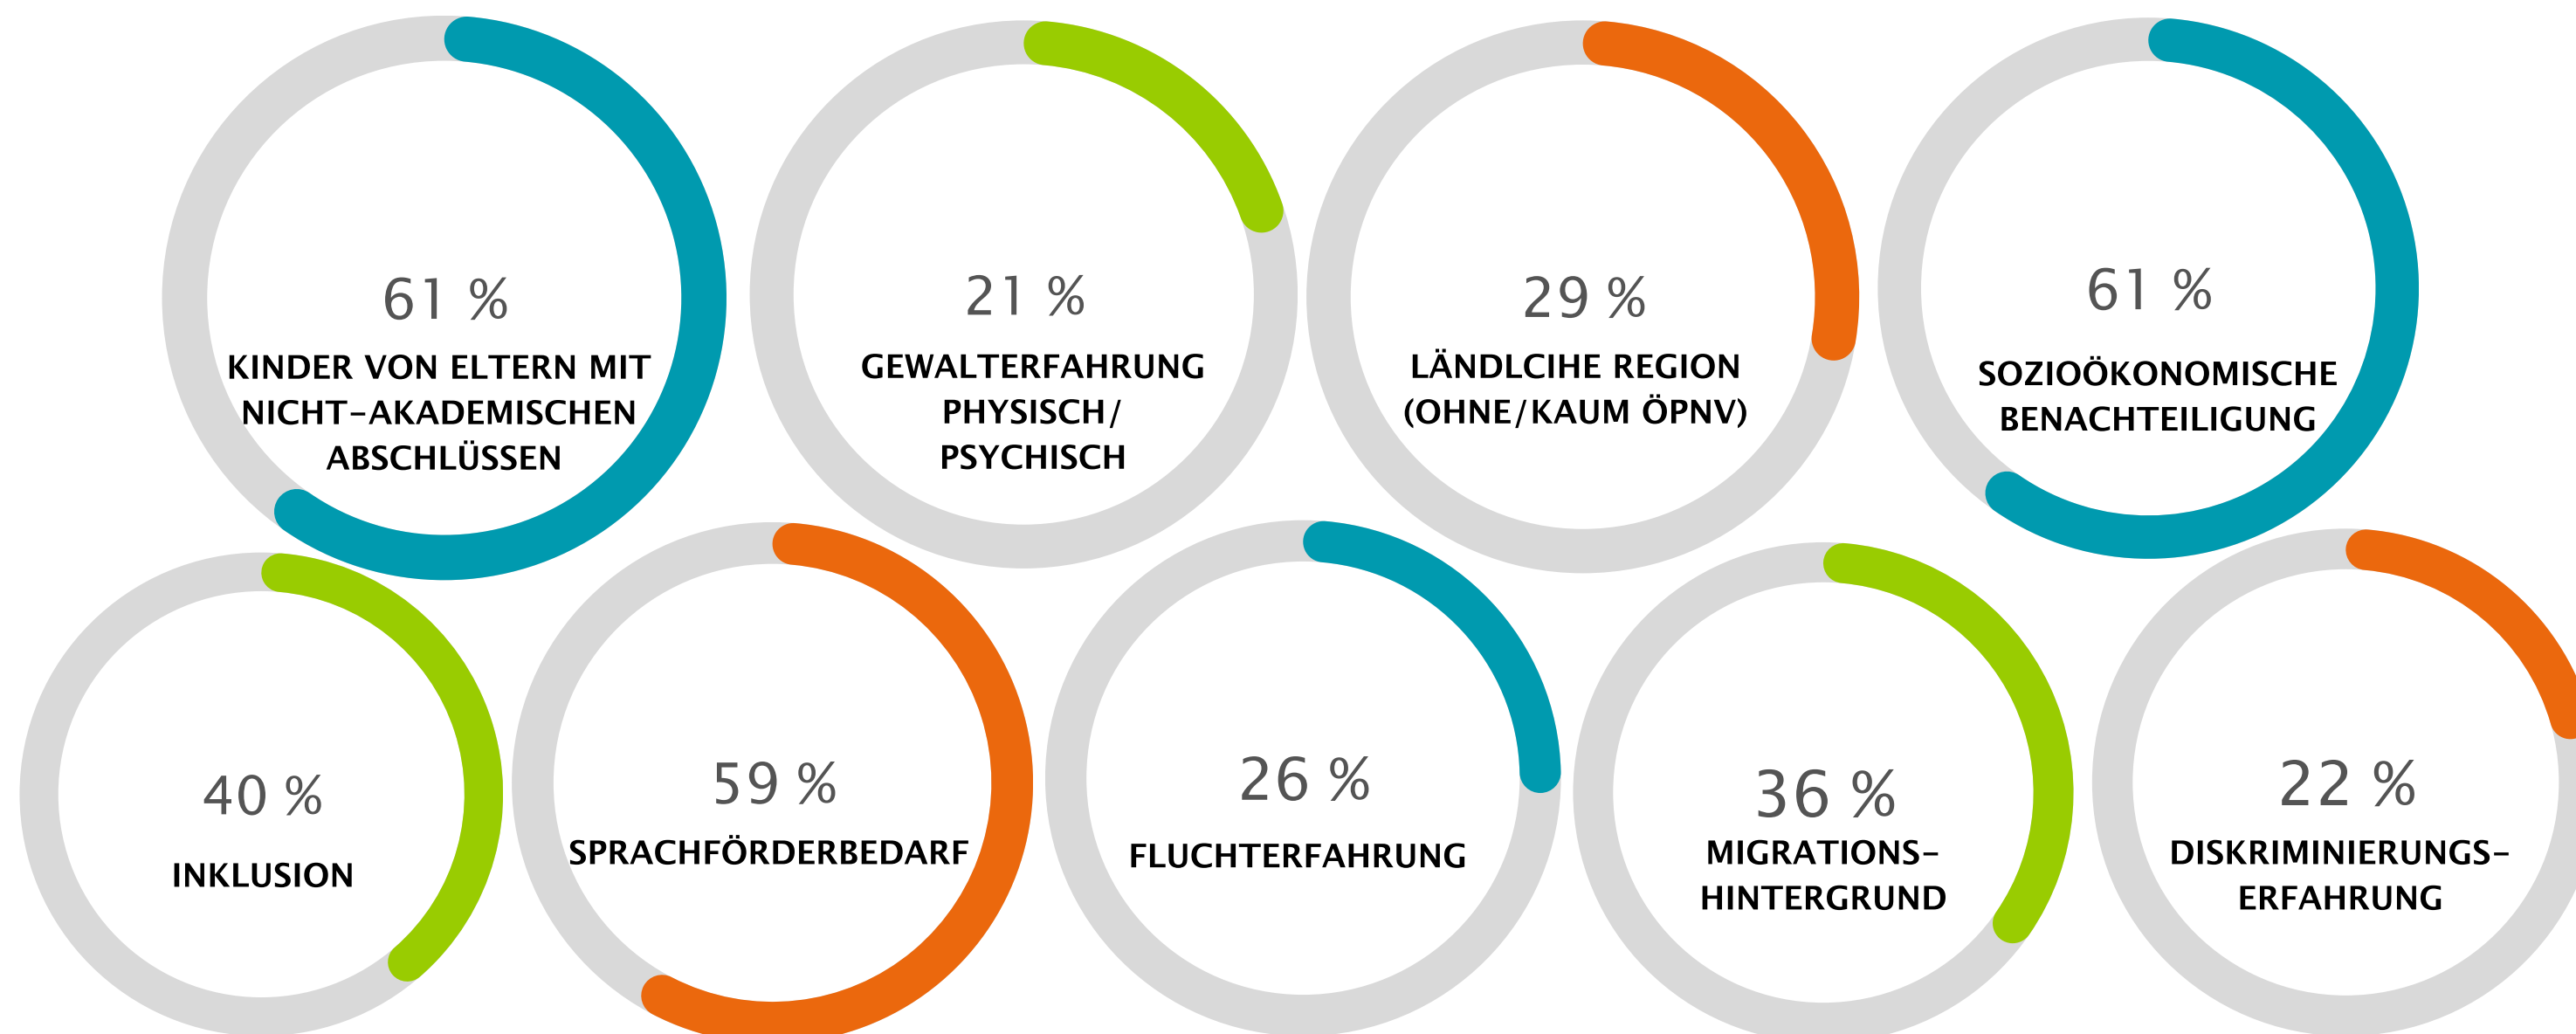 61 %
KINDER VON ELTERN MIT
NICHT-AKADEMISCHEN
ABSCHLÜSSEN
21 %
GEWALTERFAHRUNG
PHYSISCH/
PSYCHISCH
29 %
LÄNDLCIHE REGION
(OHNE/KAUM ÖPNV)
61 %
SOZIOÖKONOMISCHE
BENACHTEILIGUNG
40 %
INKLUSION
59 %
SPRACHFÖRDERBEDARF
26 %
FLUCHTERFAHRUNG
36 %
MIGRATIONS-
HINTERGRUND
22 %
DISKRIMINIERUNGS-
ERFAHRUNG